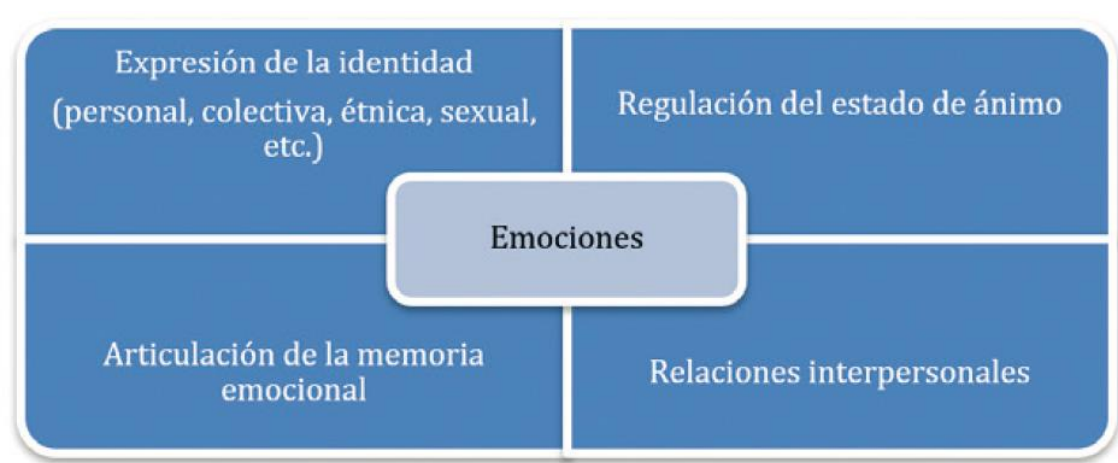 Expresión de la identidad
(personal, colectiva, étnica, sexual,
etc.)
Regulación del estado de ánimo
Emociones
Articulación de la memoria
emocional
Relaciones interpersonales